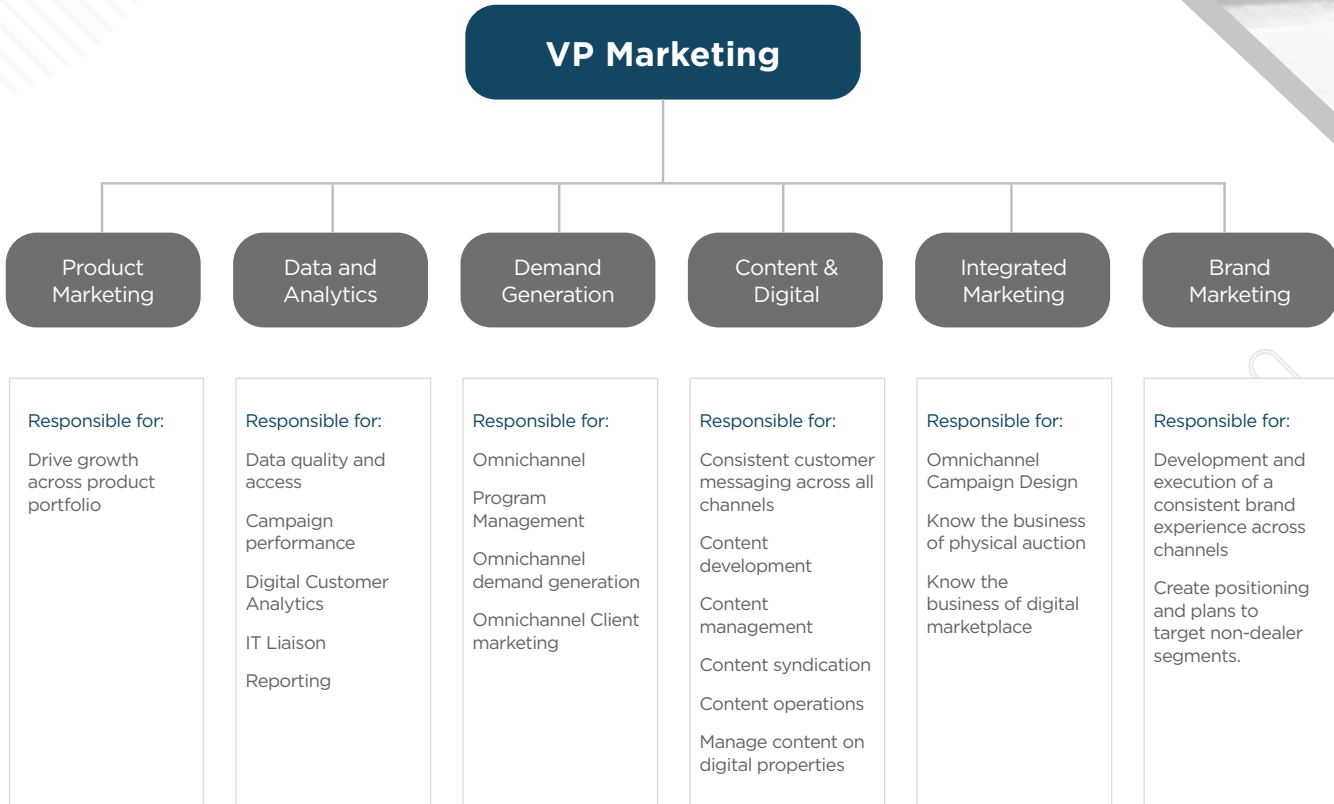 VP Marketing
Product
Marketing
Data and
Analytics
Demand
Generation
Content &
Digital
Integrated
Marketing
Brand
Marketing
Responsible for:
Drive growth
across product
portfolio
Responsible for:
Data quality and
access
Campaign
performance
Digital Customer
Analytics
IT Liaison
Reporting
Responsible for:
Omnichannel
Program
Management
Omnichannel
demand generation
Omnichannel Client
marketing
Responsible for:
Consistent customer
messaging across all
channels
Content
development
Content
management
Content syndication
Content operations
Manage content on
digital properties
Responsible for:
Omnichannel
Campaign Design
Know the business
of physical auction
Know the
business of digital
marketplace
Responsible for:
Development and
execution of a
consistent brand
experience across
channels
Create positioning
and plans to
target non-dealer
segments.